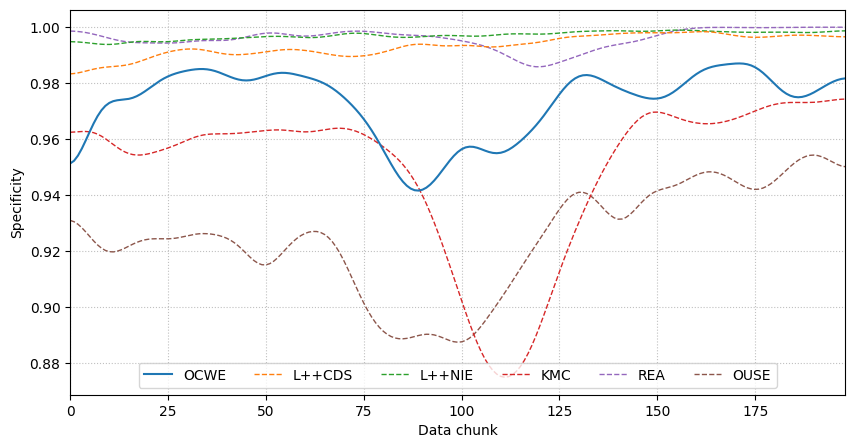 Specificity
1.00
0.98
0.96
0.94
0.92
0.90
0.88
OCWE L++CDS L++NIE KMC REA OUSE
0 25 50 75 100 125 150 175
Data chunk